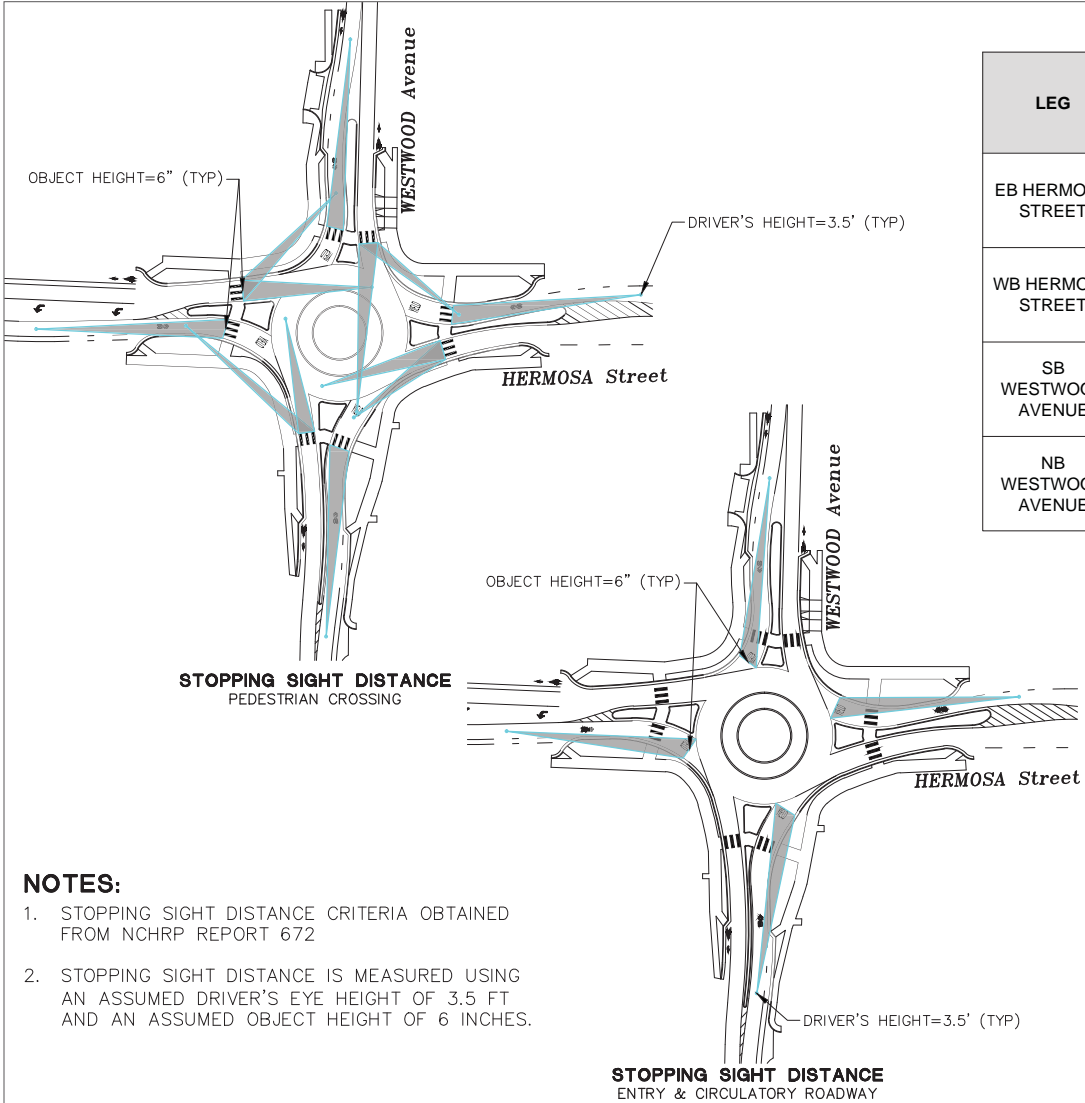 WESTWOOD Avenue
OBJECT HEIGHT=6" (TYP)
DRIVER'S HEIGHT=3.5' (TYP)
HERMOSA Street
STOPPING SIGHT DISTANCE
PEDESTRIAN CROSSING
LEG
EB HERMO
STREET
WB HERMO
STREET
SB
WESTWOO
AVENUE
NB
WESTWOO
AVENUE
WESTWOOD Avenue
OBJECT HEIGHT=6" (TYP)
HERMOSA Street
DRIVER'S HEIGHT=3.5' (TYP)
STOPPING SIGHT DISTANCE
ENTRY & CIRCULATORY ROADWAY
NOTES:
1. STOPPING SIGHT DISTANCE CRITERIA OBTAINED
FROM NCHRP REPORT 672
2. STOPPING SIGHT DISTANCE IS MEASURED USING
AN ASSUMED DRIVER'S EYE HEIGHT OF 3.5 FT
AND AN ASSUMED OBJECT HEIGHT OF 6 INCHES.